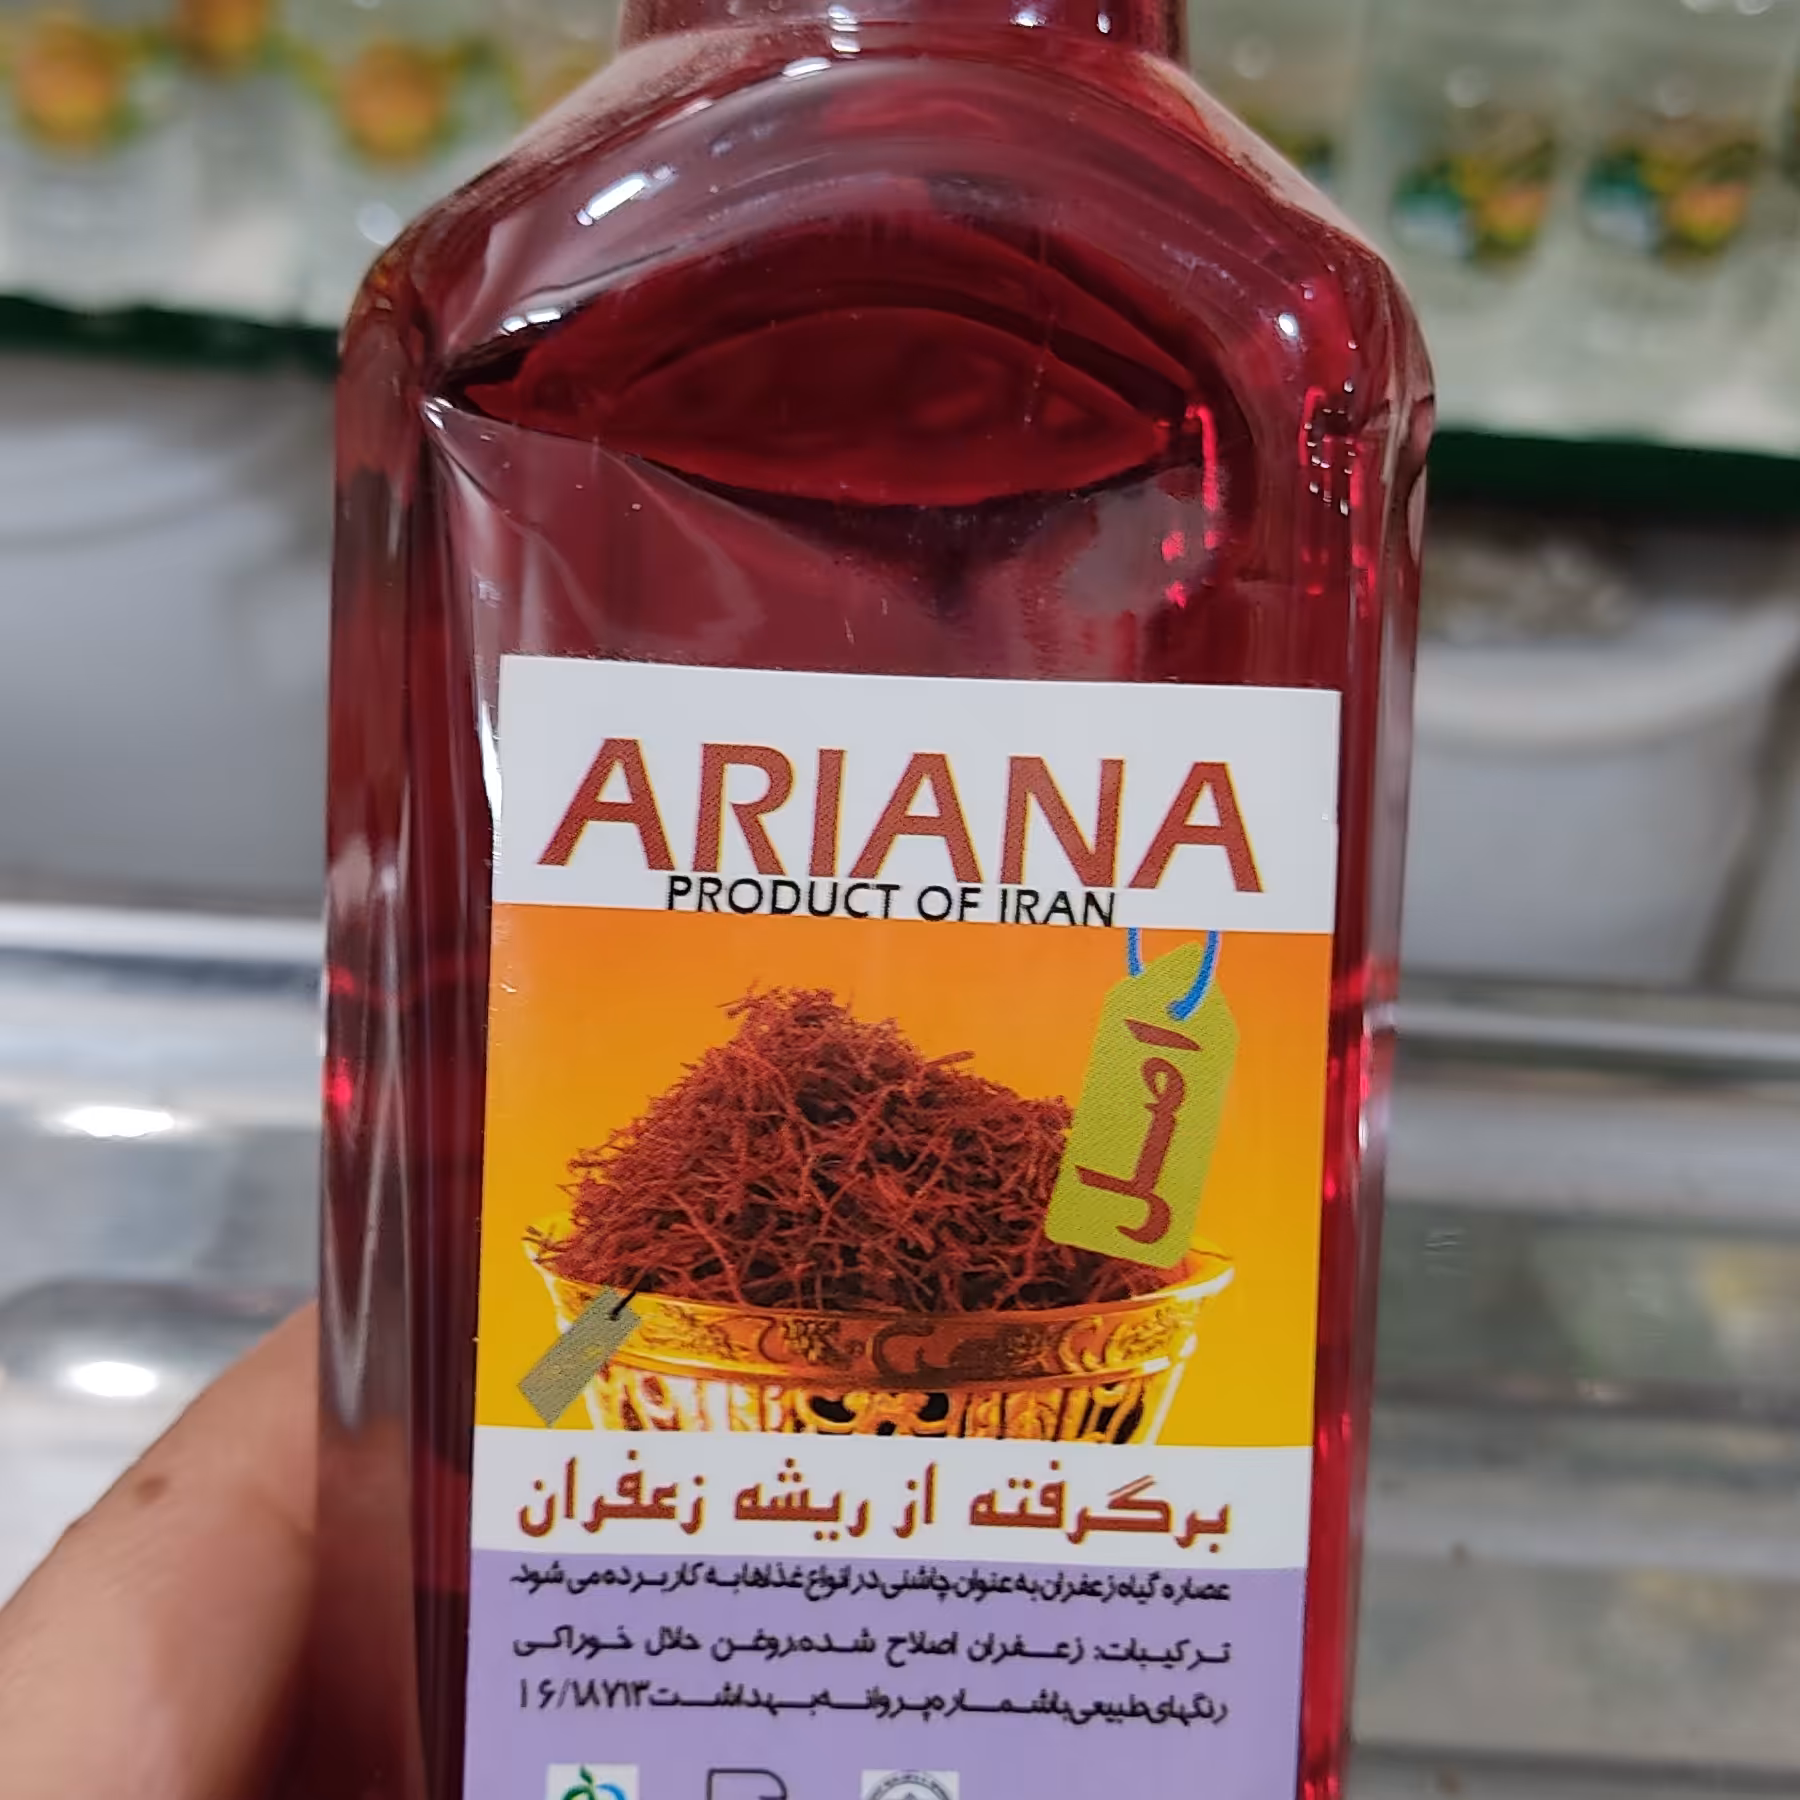 ARIANA
PRODUCT OF IRAN
اصل
برگرفته از ریشه زعفران
عصاره گیاه زعفران به عنوان چاشنی در انواع غذاها به کار برده می شود.
ترکیبات: زعفران اصلاح شده،روغن حلال خوراکی
رنگهای طبیعی باشماره پروانه بهداشت ۱۶/۱۸۷۱۳